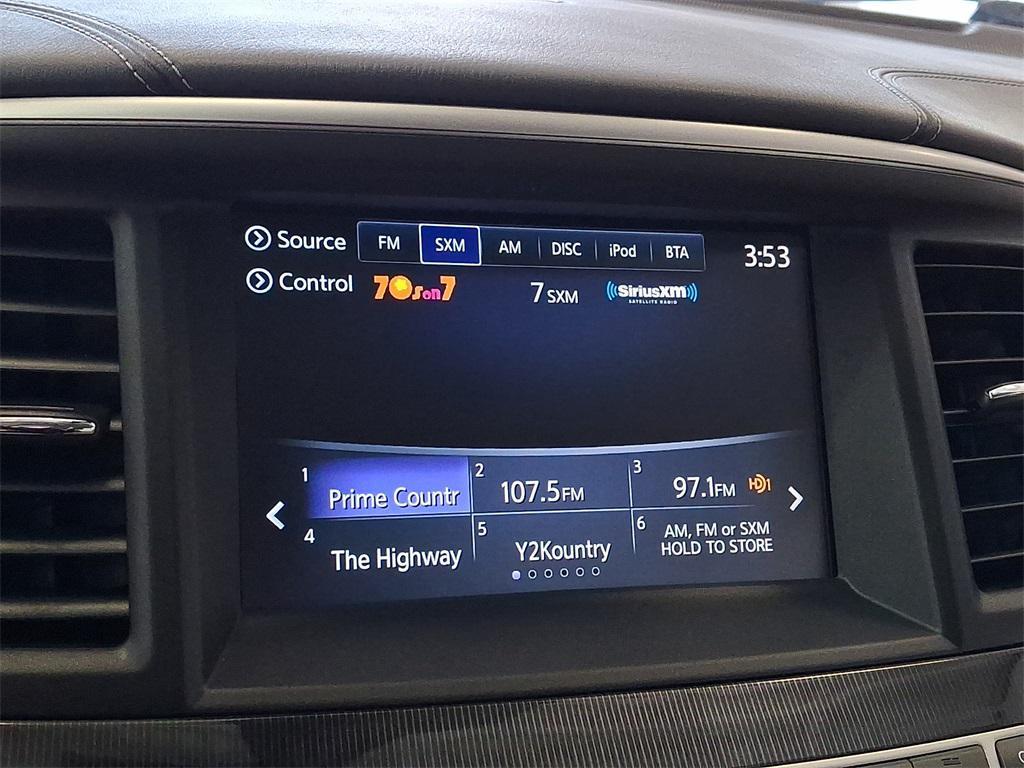 Source FM SXM AM DISC iPod BTA 3:53
Control 70s on 7 7 SXM SiriusXM
SATELLITE RADIO
1 Prime Countr 2 107.5FM 3 97.1FM HD1
4 The Highway 5 Y2Kountry 6 AM, FM or SXM
HOLD TO STORE